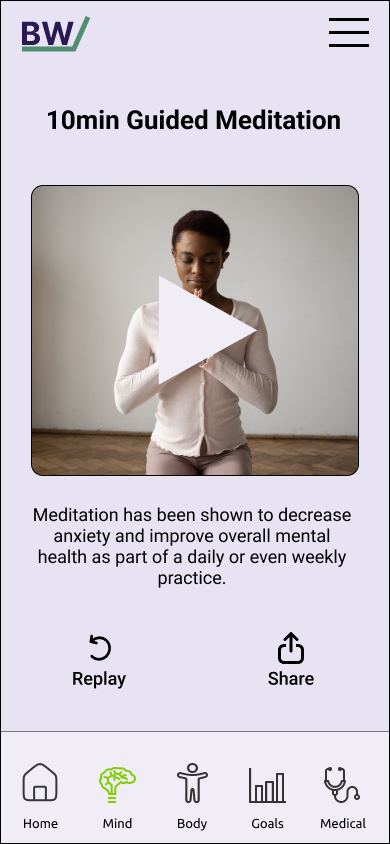 BW
10min Guided Meditation
Meditation has been shown to decrease
anxiety and improve overall mental
health as part of a daily or even weekly
practice.
Replay
Share
Home
Mind
Body
Goals
Medical